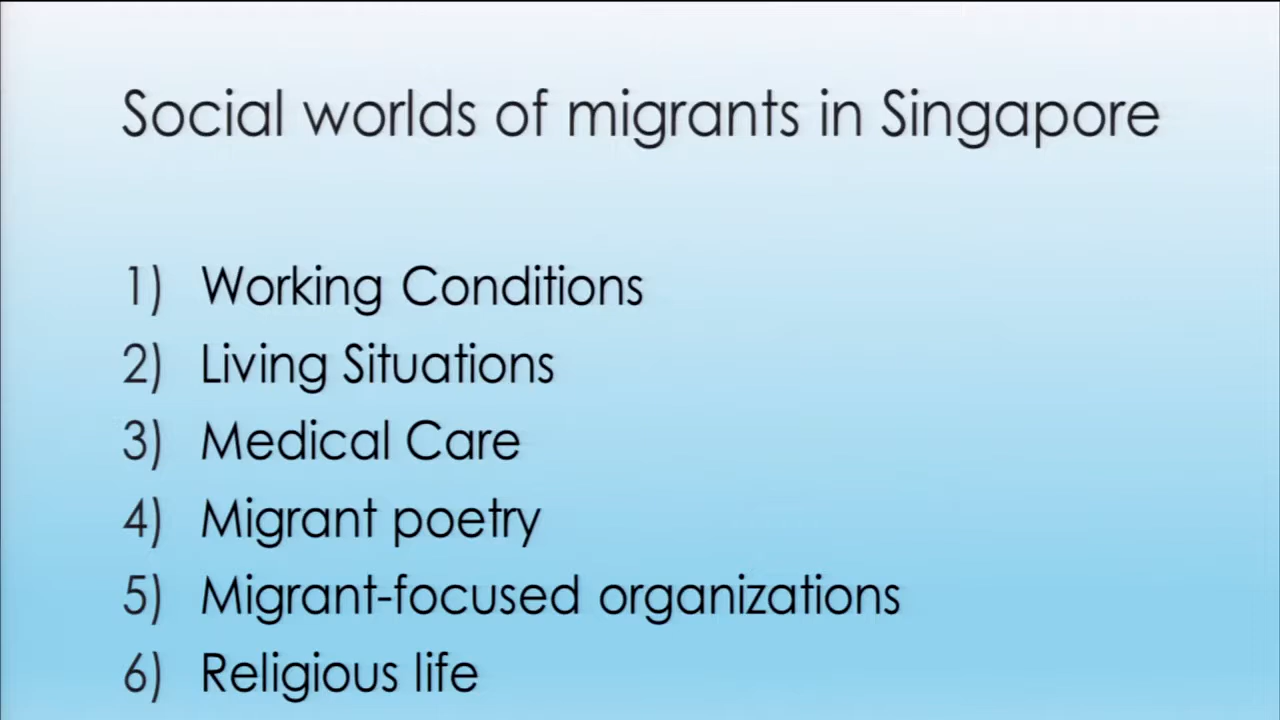 Social worlds of migrants in Singapore
1) Working Conditions
2) Living Situations
3) Medical Care
4) Migrant poetry
5) Migrant-focused organizations
6) Religious life